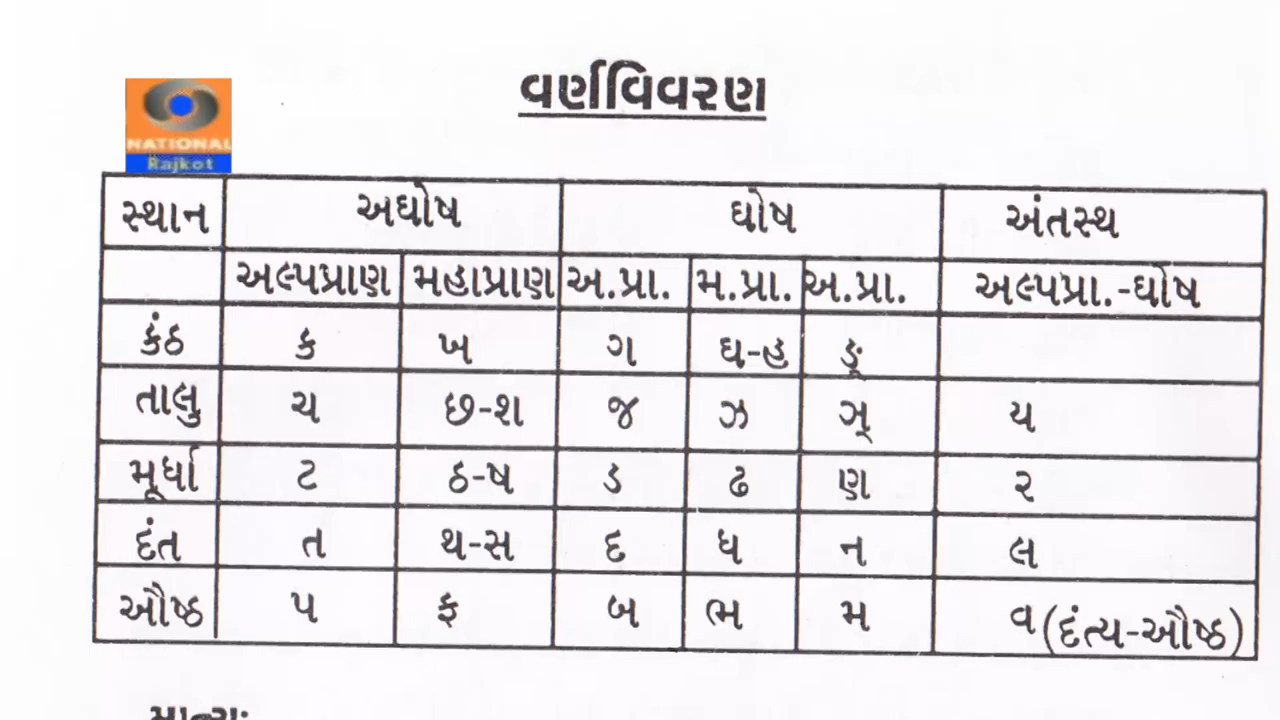 વર્ણવિવરણ
NATIONAL
Rajkot
સ્થાન અઘોષ ઘોષ અંતસ્થ
અલ્પપ્રાણ મહાપ્રાણ અ.પ્રા. મ.પ્રા. અ.પ્રા. અલ્પપ્રા.-ઘોષ
કંઠ ક ખ ગ ઘ-હ ઙ્
તાલુ ચ છ-શ જ ઝ ઞ્ ય
મૂર્ધા ટ ઠ-ષ ડ ઢ ણ ર
દંત ત થ-સ દ ધ ન લ
ઔષ્ઠ પ ફ બ ભ મ વ (દંત્ય-ઔષ્ઠ)